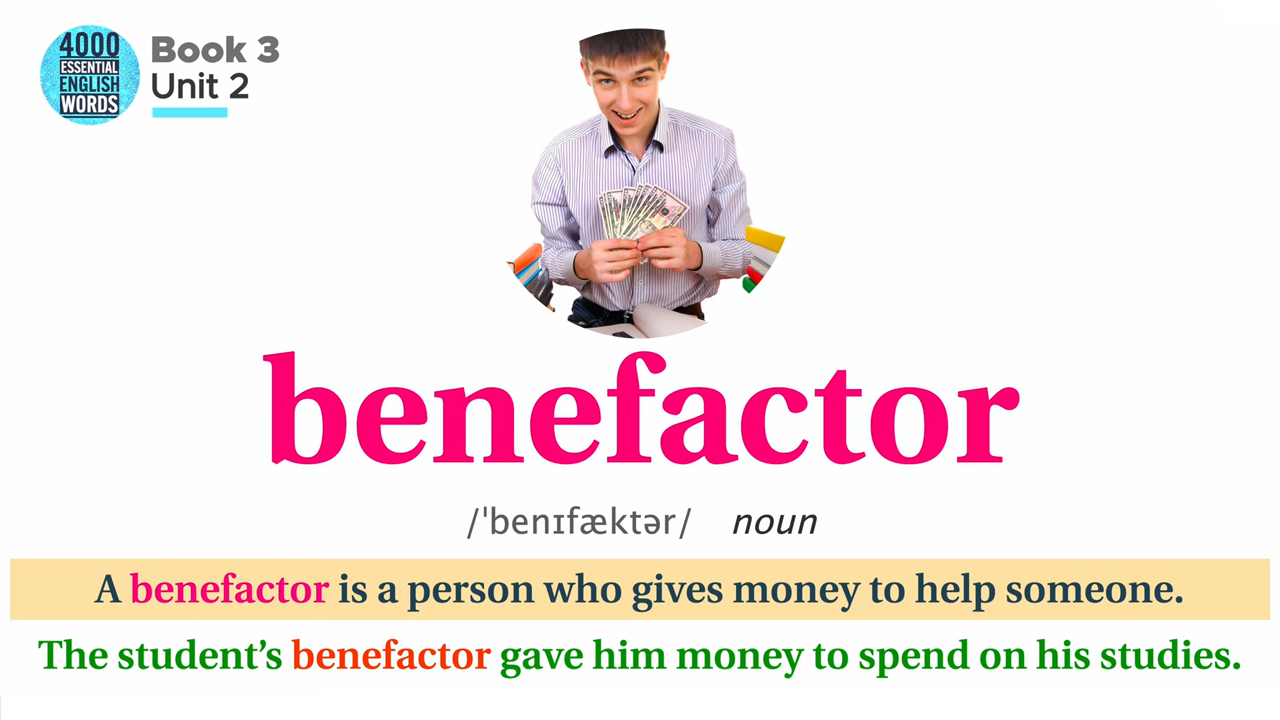 4000
ESSENTIAL
ENGLISH
WORDS
Book 3
Unit 2
benefactor
/ˈbenɪfæktər/ noun
A benefactor is a person who gives money to help someone.
The student’s benefactor gave him money to spend on his studies.